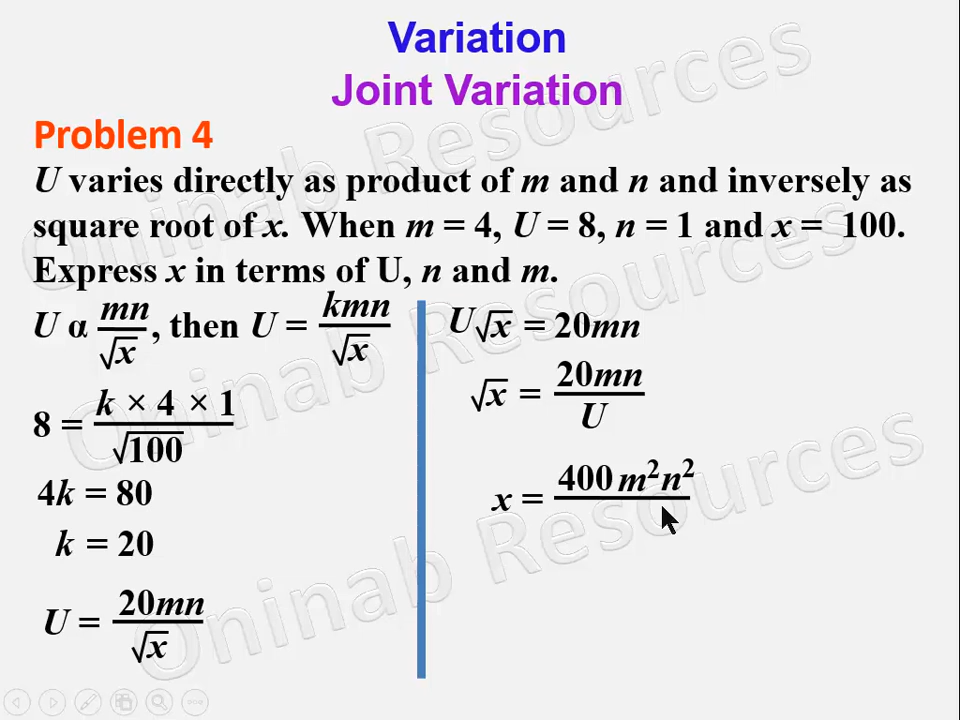 Variation
Joint Variation
Problem 4
U varies directly as product of m and n and inversely as
square root of x. When m = 4, U = 8, n = 1 and x = 100.
Express x in terms of U, n and m.
U α mn/√x, then U = kmn/√x
8 = k × 4 × 1/√100
4k = 80
k = 20
U = 20mn/√x
U√x = 20mn
√x = 20mn/U
x = 400m²n²
Oninab Resources
Oninab Resources
Oninab Resources
Oninab Resources